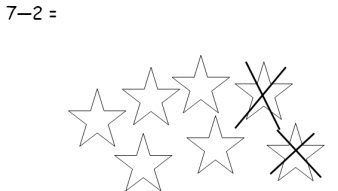 7—2 =